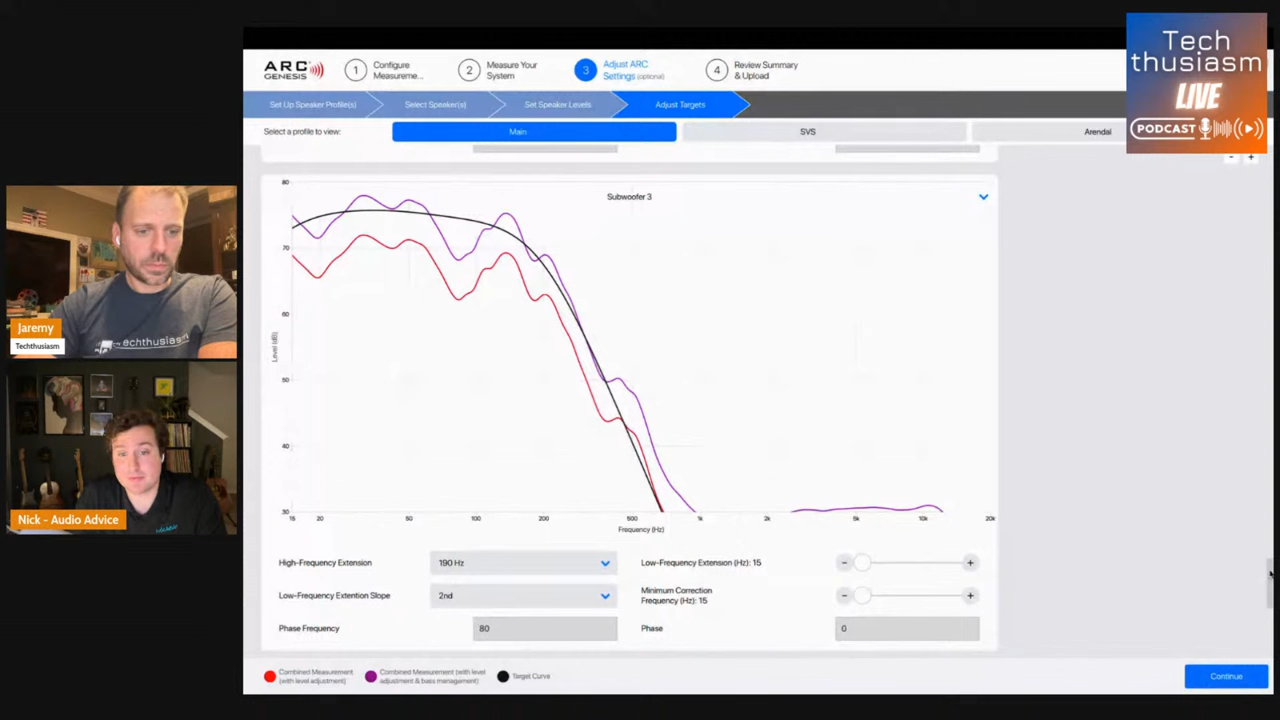 Tech
thusiasm
LIVE
PODCAST
ARC
GENESIS
1
Configure
Measureme...
2
Measure Your
System
3
Adjust ARC
Settings (optional)
4
Review Summary
& Upload
Set Up Speaker Profile(s)
Select Speaker(s)
Set Speaker Levels
Adjust Targets
Select a profile to view:
Main
SVS
Arendal
- +
Subwoofer 3
80
70
60
50
40
30
Level (dB)
15
20
50
100
200
500
1k
2k
5k
10k
20k
Frequency (Hz)
High-Frequency Extension
190 Hz
Low-Frequency Extension (Hz): 15
- +
Low-Frequency Extention Slope
2nd
Minimum Correction
Frequency (Hz): 15
- +
Phase Frequency
80
Phase
0
Combined Measurement
(with level adjustment)
Combined Measurement (with level
adjustment & bass management)
Target Curve
Continue
Jaremy
Techthusiasm
echthusiasm
Nick - Audio Advice